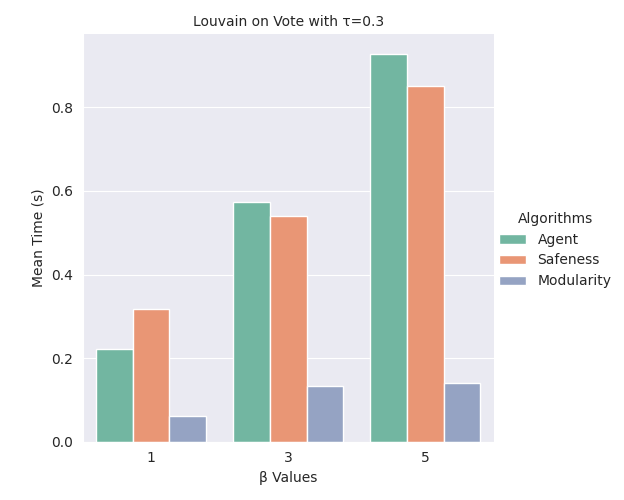 Louvain on Vote with τ=0.3
Mean Time (s)
0.8
0.6
0.4
0.2
0.0
1 3 5
β Values
Algorithms
Agent
Safeness
Modularity